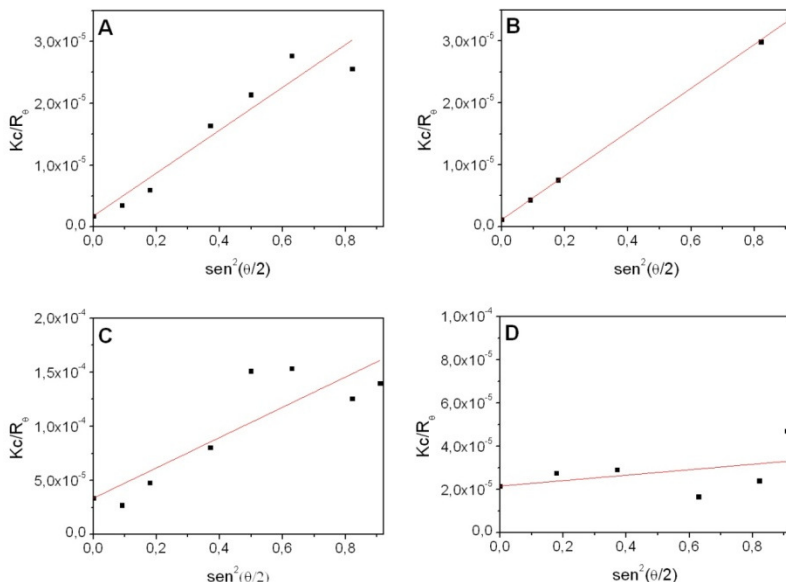 A
Kc/Rθ
3,0x10⁻⁵
2,0x10⁻⁵
1,0x10⁻⁵
0,0
0,0 0,2 0,4 0,6 0,8
sen²(θ/2)
B
Kc/Rθ
3,0x10⁻⁵
2,0x10⁻⁵
1,0x10⁻⁵
0,0
0,0 0,2 0,4 0,6 0,8
sen²(θ/2)
C
Kc/Rθ
2,0x10⁻⁴
1,5x10⁻⁴
1,0x10⁻⁴
5,0x10⁻⁵
0,0
0,0 0,2 0,4 0,6 0,8
sen²(θ/2)
D
Kc/Rθ
1,0x10⁻⁴
8,0x10⁻⁵
6,0x10⁻⁵
4,0x10⁻⁵
2,0x10⁻⁵
0,0
0,0 0,2 0,4 0,6 0,8
sen²(θ/2)